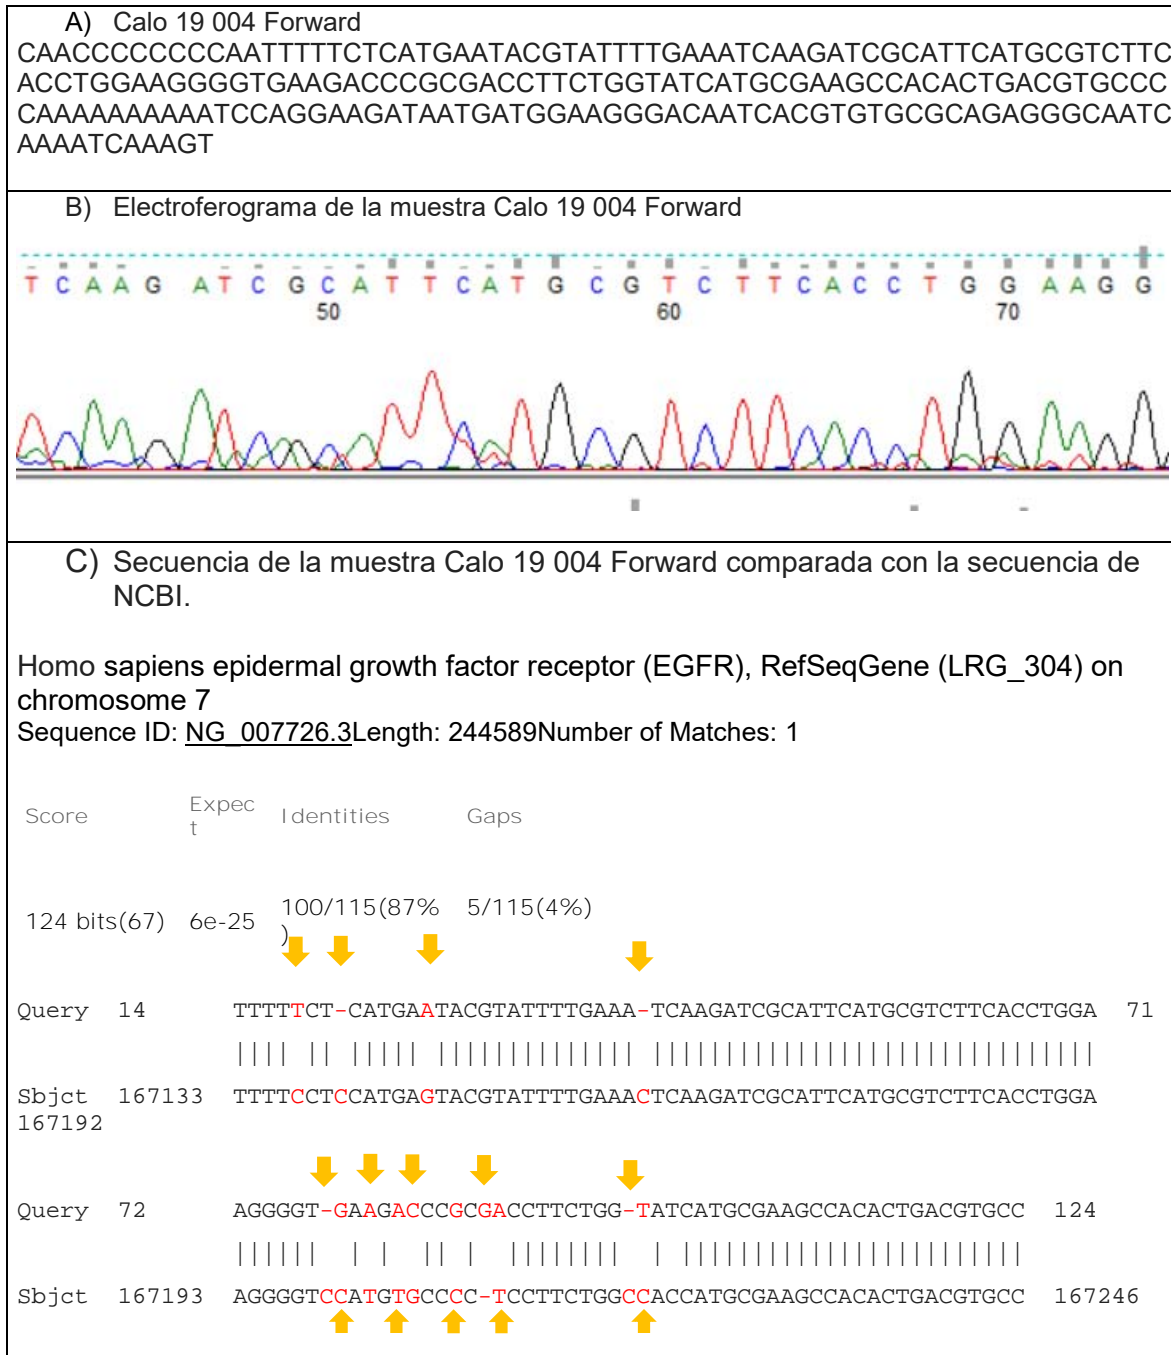 A) Calo 19 004 Forward
CAACCCCCCCCAATTTTTCTCATGAATACGTATTTTGAAATCAAGATCGCATTCATGCGTCTTC
ACCTGGAAGGGGTGAAGACCCGCGACCTTCTGGTATCATGCGAAGCCACACTGACGTGCCC
CAAAAAAAAAATCCAGGAAGATAATGATGGAAGGGACAATCACGTGTGCGCAGAGGGCAATC
AAAATCAAAGT
B) Electroferograma de la muestra Calo 19 004 Forward
T C A A G A T C G C A T T C A T G C G T C T T C A C C T G G A A G G
50 60 70
C) Secuencia de la muestra Calo 19 004 Forward comparada con la secuencia de
NCBI.
Homo sapiens epidermal growth factor receptor (EGFR), RefSeqGene (LRG_304) on
chromosome 7
Sequence ID: NG_007726.3Length: 244589Number of Matches: 1
Score Expec Identities Gaps
t
124 bits(67) 6e-25 100/115(87% 5/115(4%)
)
Query 14 TTTTTCT-CATGAATACGTATTTTGAAA-TCAAGATCGCATTCATGCGTCTTCACCTGGA 71
|||| || ||||| |||||||||||||| |||||||||||||||||||||||||||||||
Sbjct 167133 TTTTCCTCCATGAGTACGTATTTTGAAACTCAAGATCGCATTCATGCGTCTTCACCTGGA
167192
Query 72 AGGGGT-GAAGACCCGCGACCTTCTGG-TATCATGCGAAGCCACACTGACGTGCC 124
|||||| | | || | |||||||| | ||||||||||||||||||||||||
Sbjct 167193 AGGGGTCCATGTGCCCC-TCCTTCTGGCCACCATGCGAAGCCACACTGACGTGCC 167246